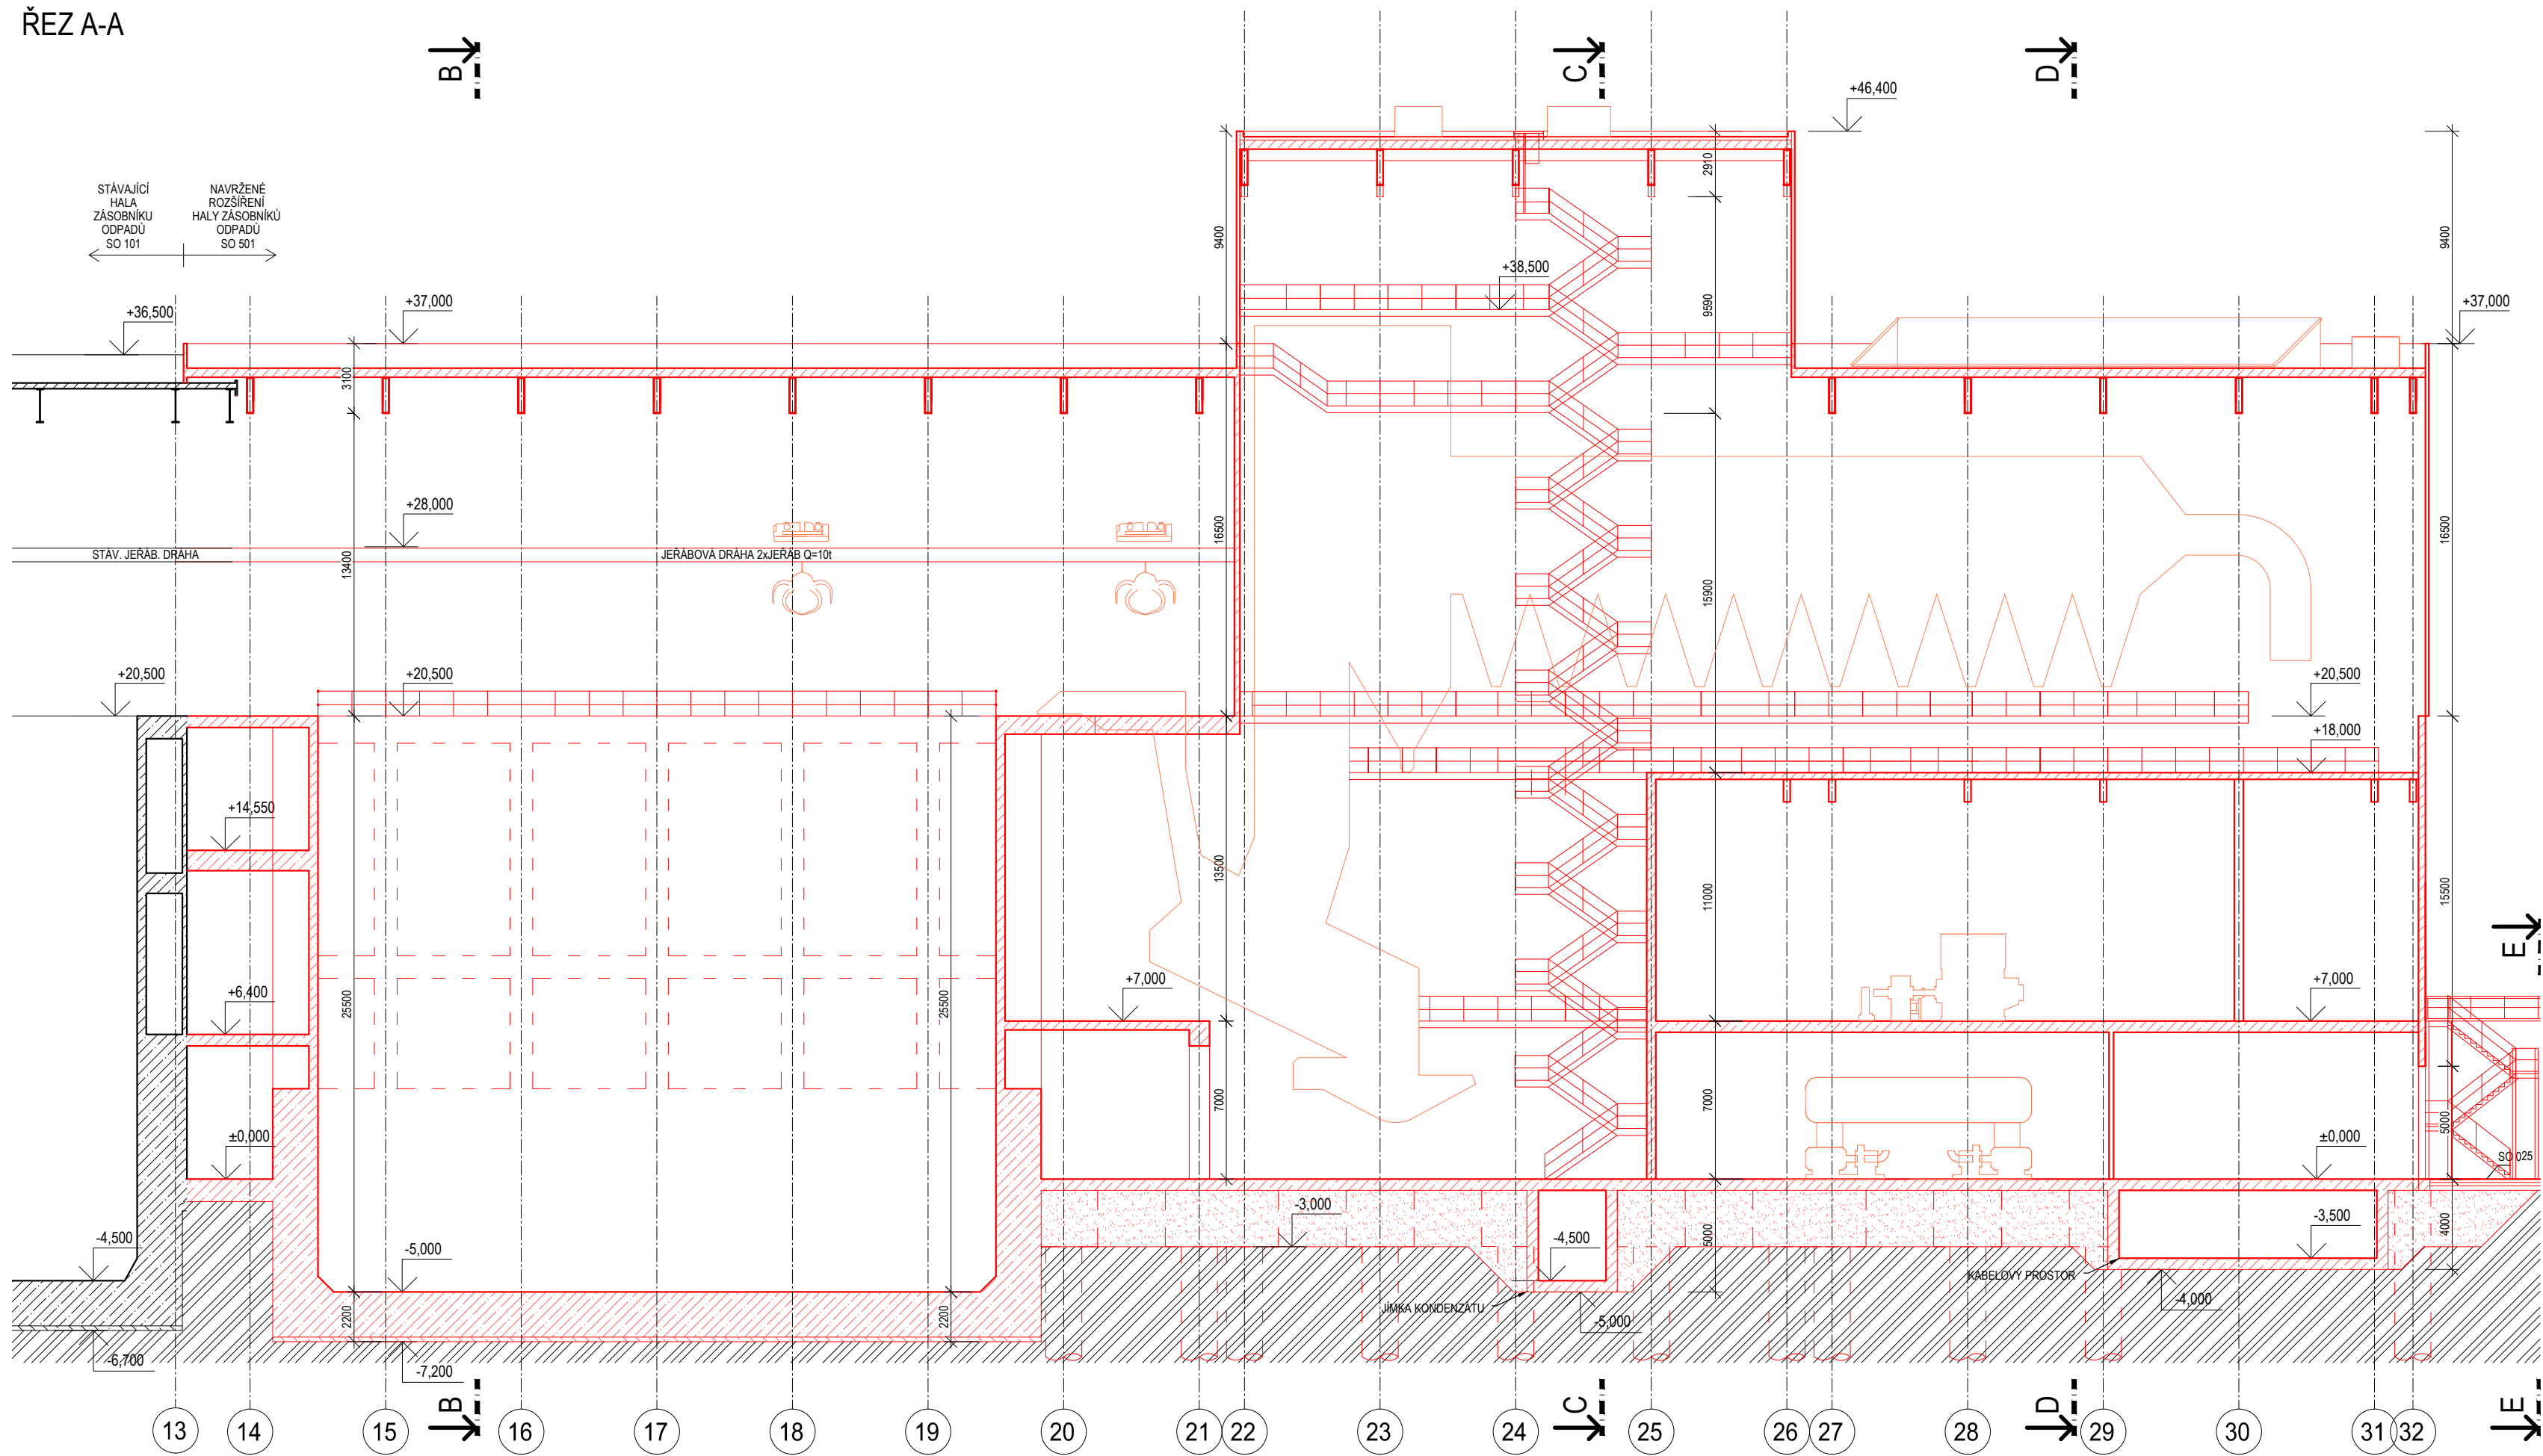 ŘEZ A-A
B
C
D
+46,400
STÁVAJÍCÍ
HALA
ZÁSOBNÍKU
ODPADŮ
SO 101
NAVRŽENÉ
ROZŠÍŘENÍ
HALY ZÁSOBNÍKŮ
ODPADŮ
SO 501
2910
9400
9400
+38,500
9590
+36,500
+37,000
+37,000
3100
+28,000
16500
16500
STÁV. JEŘÁB. DRÁHA
JEŘÁBOVÁ DRÁHA 2xJEŘÁB Q=10t
13400
15900
+20,500
+20,500
+20,500
+18,000
+14,550
13500
11000
15500
E
+6,400
25500
25500
+7,000
+7,000
7000
7000
5000
±0,000
±0,000
SO 025
-3,000
-3,500
-4,500
-5,000
-4,500
5000
4000
KABELOVÝ PROSTOR
JÍMKA KONDENZÁTU
-4,000
2200
2200
-5,000
-6,700
-7,200
B
C
D
E
13
14
15
16
17
18
19
20
21
22
23
24
25
26
27
28
29
30
31
32